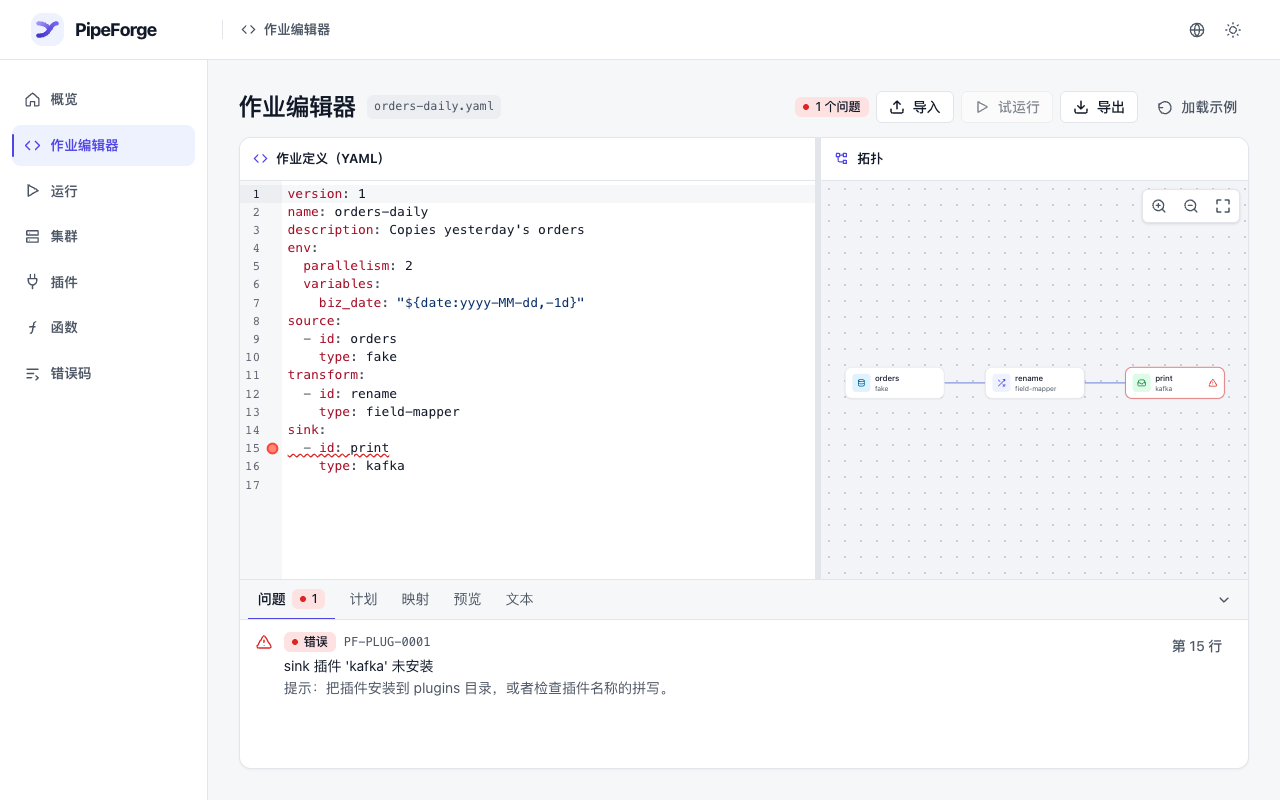 PipeForge
作业编辑器
概览
作业编辑器
运行
集群
插件
函数
错误码
作业编辑器 orders-daily.yaml
1 个问题 导入 试运行 导出 加载示例
作业定义（YAML）
1 version: 1
2 name: orders-daily
3 description: Copies yesterday's orders
4 env:
5   parallelism: 2
6   variables:
7     biz_date: "${date:yyyy-MM-dd,-1d}"
8 source:
9   - id: orders
10     type: fake
11 transform:
12   - id: rename
13     type: field-mapper
14 sink:
15   - id: print
16     type: kafka
17
拓扑
orders
fake
rename
field-mapper
print
kafka
问题 1 计划 映射 预览 文本
错误 PF-PLUG-0001 第 15 行
sink 插件 'kafka' 未安装
提示：把插件安装到 plugins 目录，或者检查插件名称的拼写。